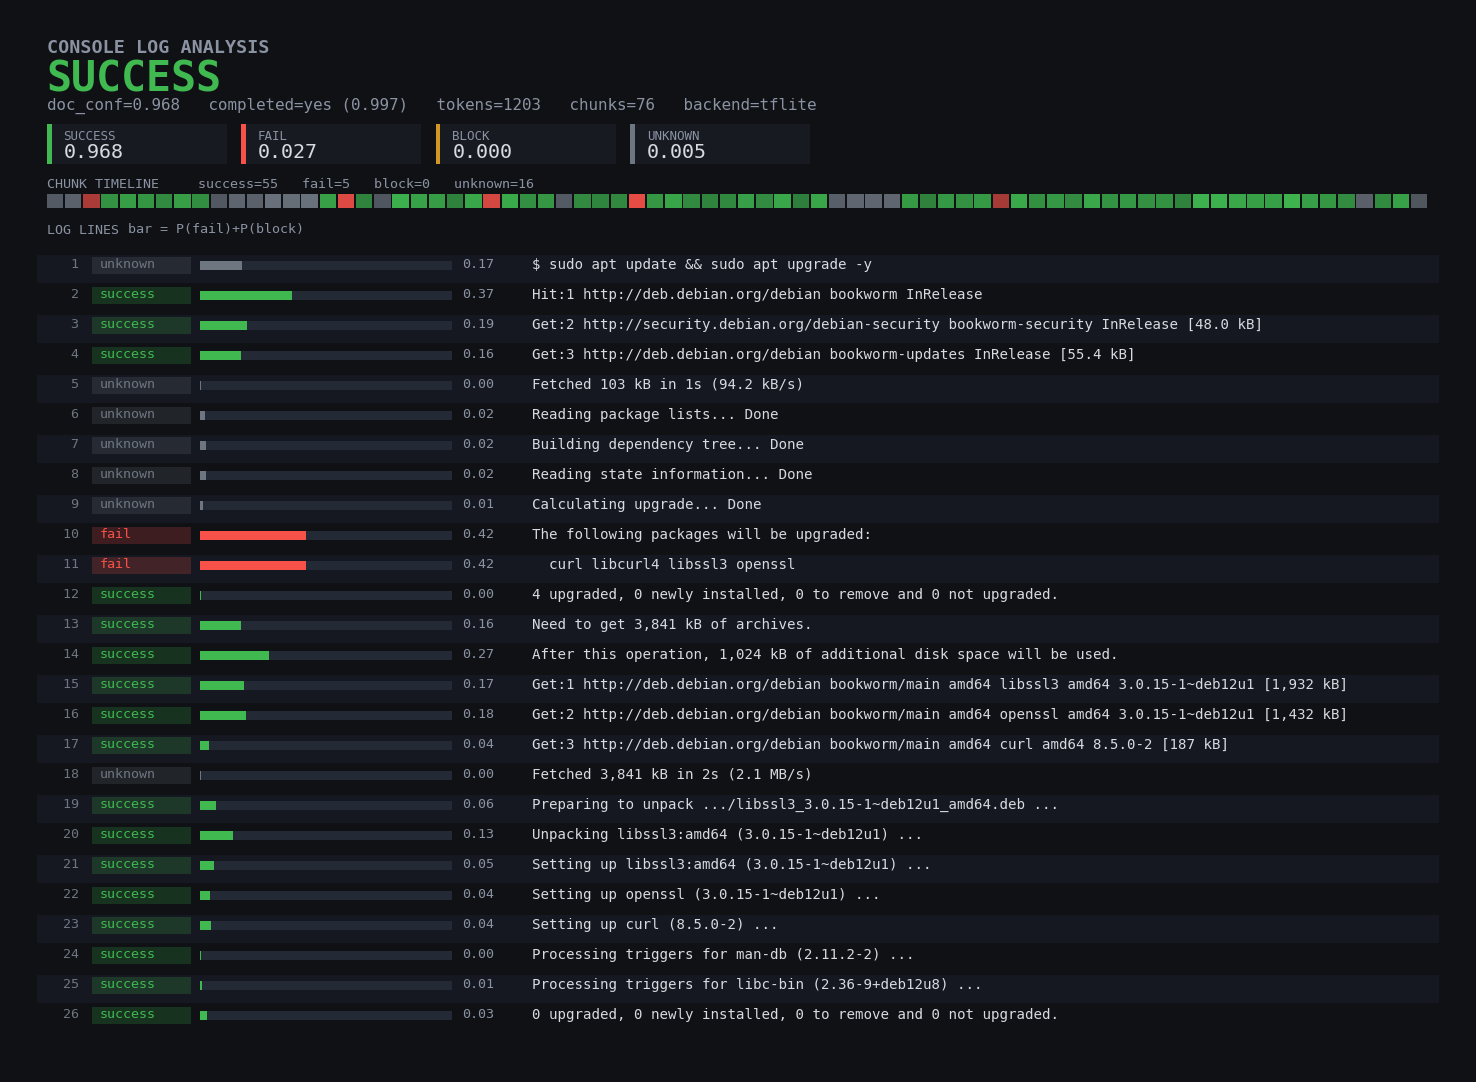 CONSOLE LOG ANALYSIS
SUCCESS
doc_conf=0.968 completed=yes (0.997) tokens=1203 chunks=76 backend=tflite
SUCCESS FAIL BLOCK UNKNOWN
0.968 0.027 0.000 0.005
CHUNK TIMELINE success=55 fail=5 block=0 unknown=16
LOG LINES bar = P(fail)+P(block)
1 unknown 0.17 $ sudo apt update && sudo apt upgrade -y
2 success 0.37 Hit:1 http://deb.debian.org/debian bookworm InRelease
3 success 0.19 Get:2 http://security.debian.org/debian-security bookworm-security InRelease [48.0 kB]
4 success 0.16 Get:3 http://deb.debian.org/debian bookworm-updates InRelease [55.4 kB]
5 unknown 0.00 Fetched 103 kB in 1s (94.2 kB/s)
6 unknown 0.02 Reading package lists... Done
7 unknown 0.02 Building dependency tree... Done
8 unknown 0.02 Reading state information... Done
9 unknown 0.01 Calculating upgrade... Done
10 fail 0.42 The following packages will be upgraded:
11 fail 0.42 curl libcurl4 libssl3 openssl
12 success 0.00 4 upgraded, 0 newly installed, 0 to remove and 0 not upgraded.
13 success 0.16 Need to get 3,841 kB of archives.
14 success 0.27 After this operation, 1,024 kB of additional disk space will be used.
15 success 0.17 Get:1 http://deb.debian.org/debian bookworm/main amd64 libssl3 amd64 3.0.15-1~deb12u1 [1,932 kB]
16 success 0.18 Get:2 http://deb.debian.org/debian bookworm/main amd64 openssl amd64 3.0.15-1~deb12u1 [1,432 kB]
17 success 0.04 Get:3 http://deb.debian.org/debian bookworm/main amd64 curl amd64 8.5.0-2 [187 kB]
18 unknown 0.00 Fetched 3,841 kB in 2s (2.1 MB/s)
19 success 0.06 Preparing to unpack .../libssl3_3.0.15-1~deb12u1_amd64.deb ...
20 success 0.13 Unpacking libssl3:amd64 (3.0.15-1~deb12u1) ...
21 success 0.05 Setting up libssl3:amd64 (3.0.15-1~deb12u1) ...
22 success 0.04 Setting up openssl (3.0.15-1~deb12u1) ...
23 success 0.04 Setting up curl (8.5.0-2) ...
24 success 0.00 Processing triggers for man-db (2.11.2-2) ...
25 success 0.01 Processing triggers for libc-bin (2.36-9+deb12u8) ...
26 success 0.03 0 upgraded, 0 newly installed, 0 to remove and 0 not upgraded.